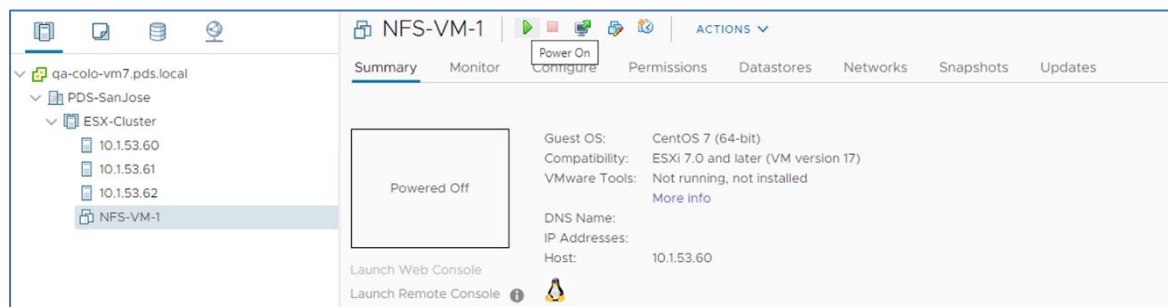 qa-colo-vm7.pds.local
PDS-SanJose
ESX-Cluster
10.1.53.60
10.1.53.61
10.1.53.62
NFS-VM-1
NFS-VM-1 ACTIONS
Power On
Summary Monitor Configure Permissions Datastores Networks Snapshots Updates
Powered Off
Guest OS: CentOS 7 (64-bit)
Compatibility: ESXi 7.0 and later (VM version 17)
VMware Tools: Not running, not installed
More info
DNS Name:
IP Addresses:
Host: 10.1.53.60
Launch Web Console
Launch Remote Console